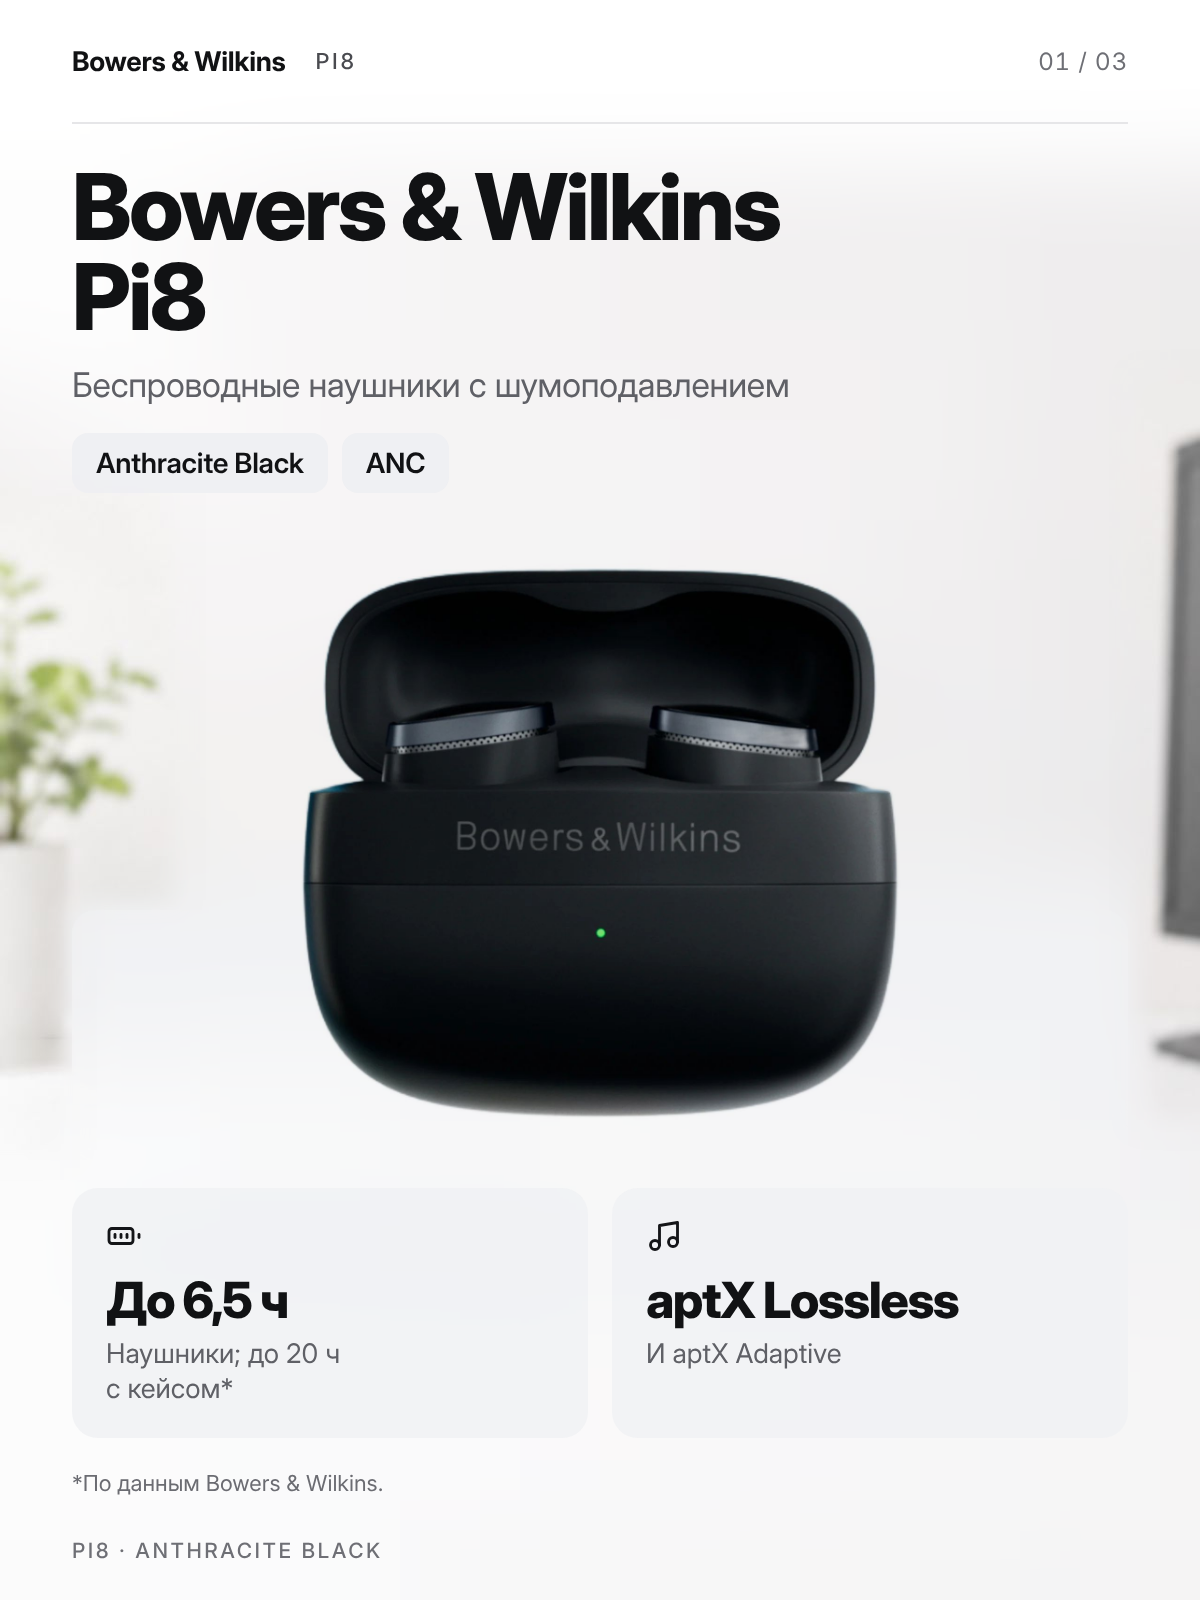 Bowers & Wilkins PI8 01 / 03
Bowers & Wilkins
Pi8
Беспроводные наушники с шумоподавлением
Anthracite Black ANC
Bowers & Wilkins
До 6,5 ч
Наушники; до 20 ч
с кейсом*
aptX Lossless
И aptX Adaptive
*По данным Bowers & Wilkins.
PI8 · ANTHRACITE BLACK